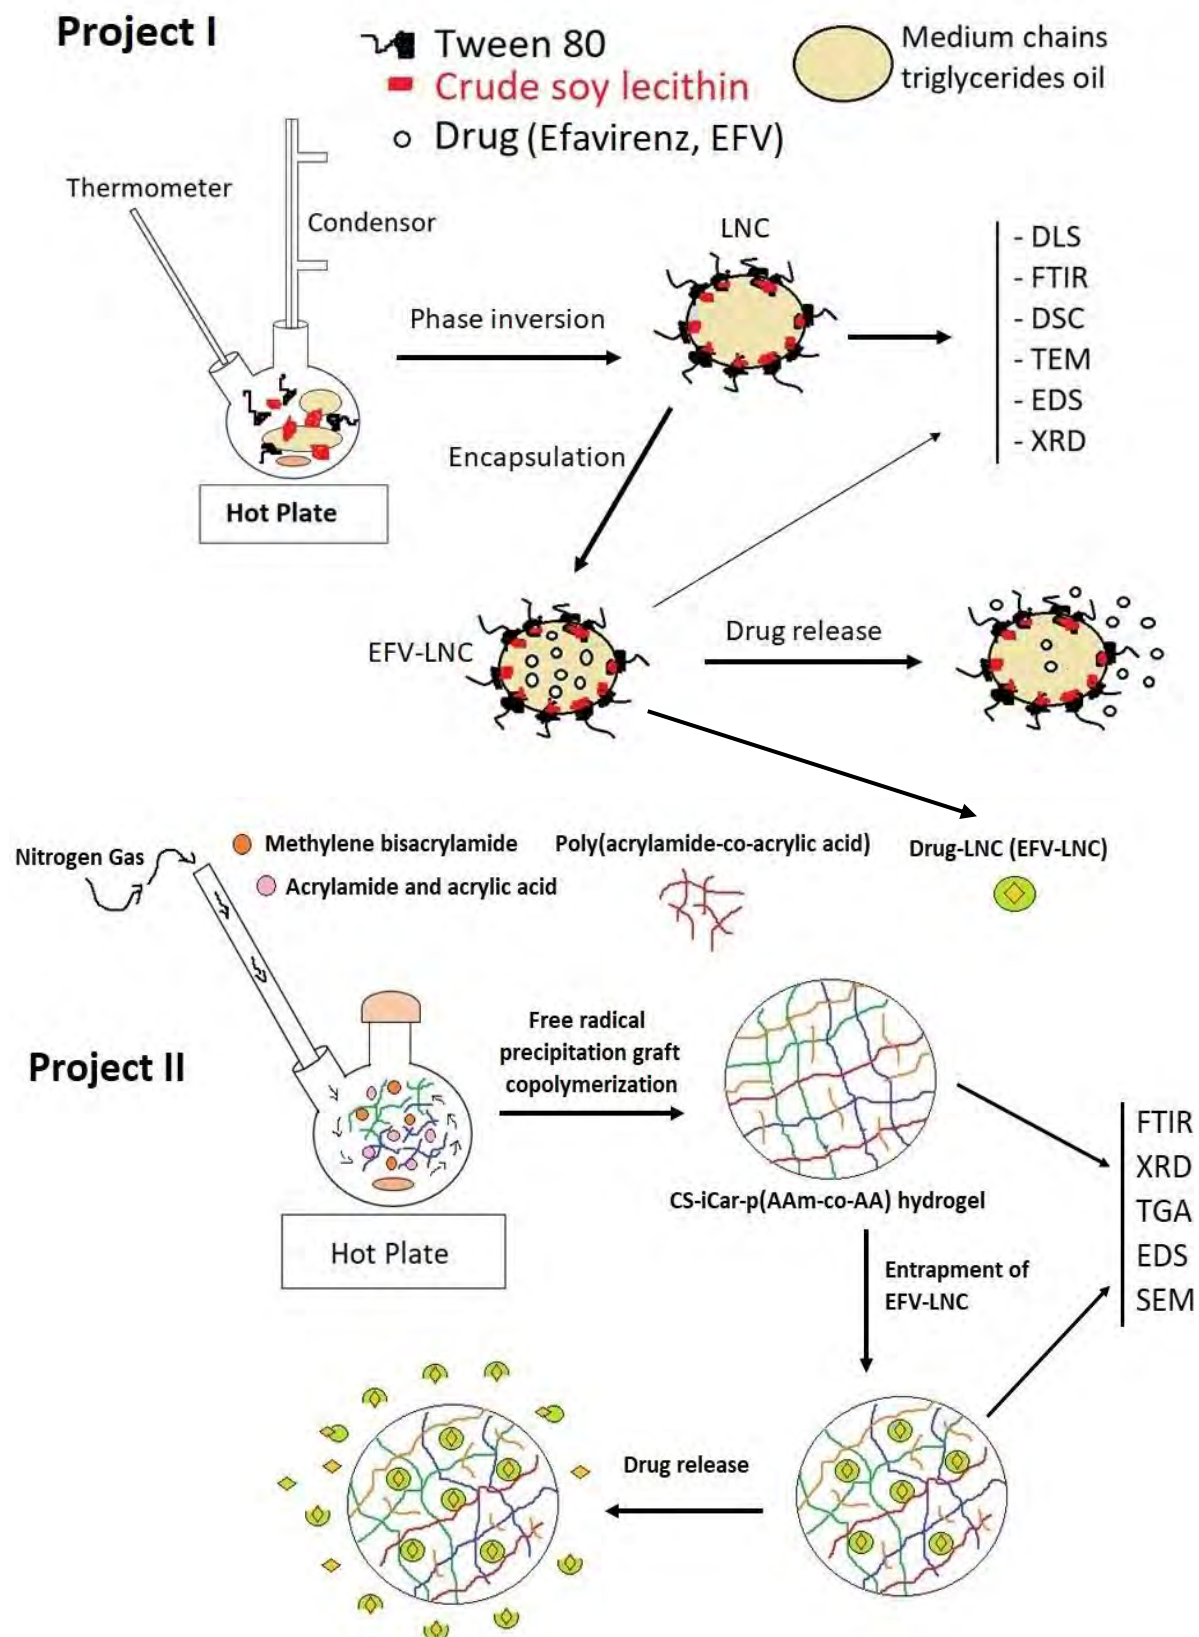 Project I
Tween 80
Crude soy lecithin
Drug (Efavirenz, EFV)
Medium chains
triglycerides oil
Thermometer
Condensor
LNC
Phase inversion
- DLS
- FTIR
- DSC
- TEM
- EDS
- XRD
Encapsulation
Hot Plate
EFV-LNC
Drug release
Nitrogen Gas
Methylene bisacrylamide
Acrylamide and acrylic acid
Poly(acrylamide-co-acrylic acid)
Drug-LNC (EFV-LNC)
Project II
Free radical
precipitation graft
copolymerization
CS-iCar-p(AAm-co-AA) hydrogel
Hot Plate
FTIR
XRD
TGA
EDS
SEM
Entrapment of
EFV-LNC
Drug release